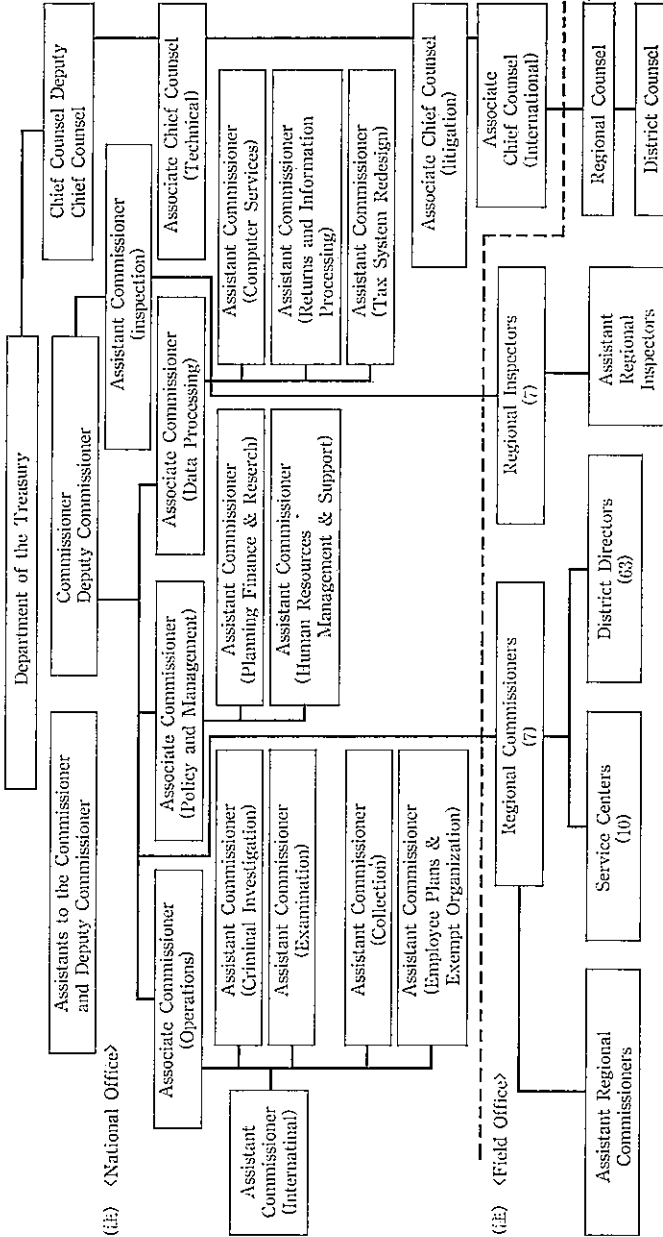 Department of the Treasury
Assistants to the Commissioner
and Deputy Commissioner
Commissioner
Deputy Commissioner
Chief Counsel Deputy
Chief Counsel
(注) <National Office>
Assistant Commissioner
(inspection)
Associate Commissioner
(Operations)
Associate Commissioner
(Policy and Management)
Associate Commissioner
(Data Processing)
Associate Chief Counsel
(Technical)
Assistant
Commissioner
(Internatinal)
Assistant Commissioner
(Criminal Investigation)
Assistant Commissioner
(Examination)
Assistant Commissioner
(Collection)
Assistant Commissioner
(Employee Plans &
Exempt Organization)
Assistant Commissioner
(Planning Finance & Reserch)
Assistant Commissioner
(Human Resources
Management & Support)
Assistant Commissioner
(Computer Services)
Assistant Commissioner
(Returns and Information
Processing)
Assistant Commissioner
(Tax System Redesign)
Associate Chief Counsel
(litigation)
Associate
Chief Counsel
(International)
(注) <Field Office>
Regional Commissioners
(7)
Regional Inspectors
(7)
Regional Counsel
Assistant Regional
Commissioners
Service Centers
(10)
District Directors
(63)
Assistant
Regional
Inspectors
District Counsel